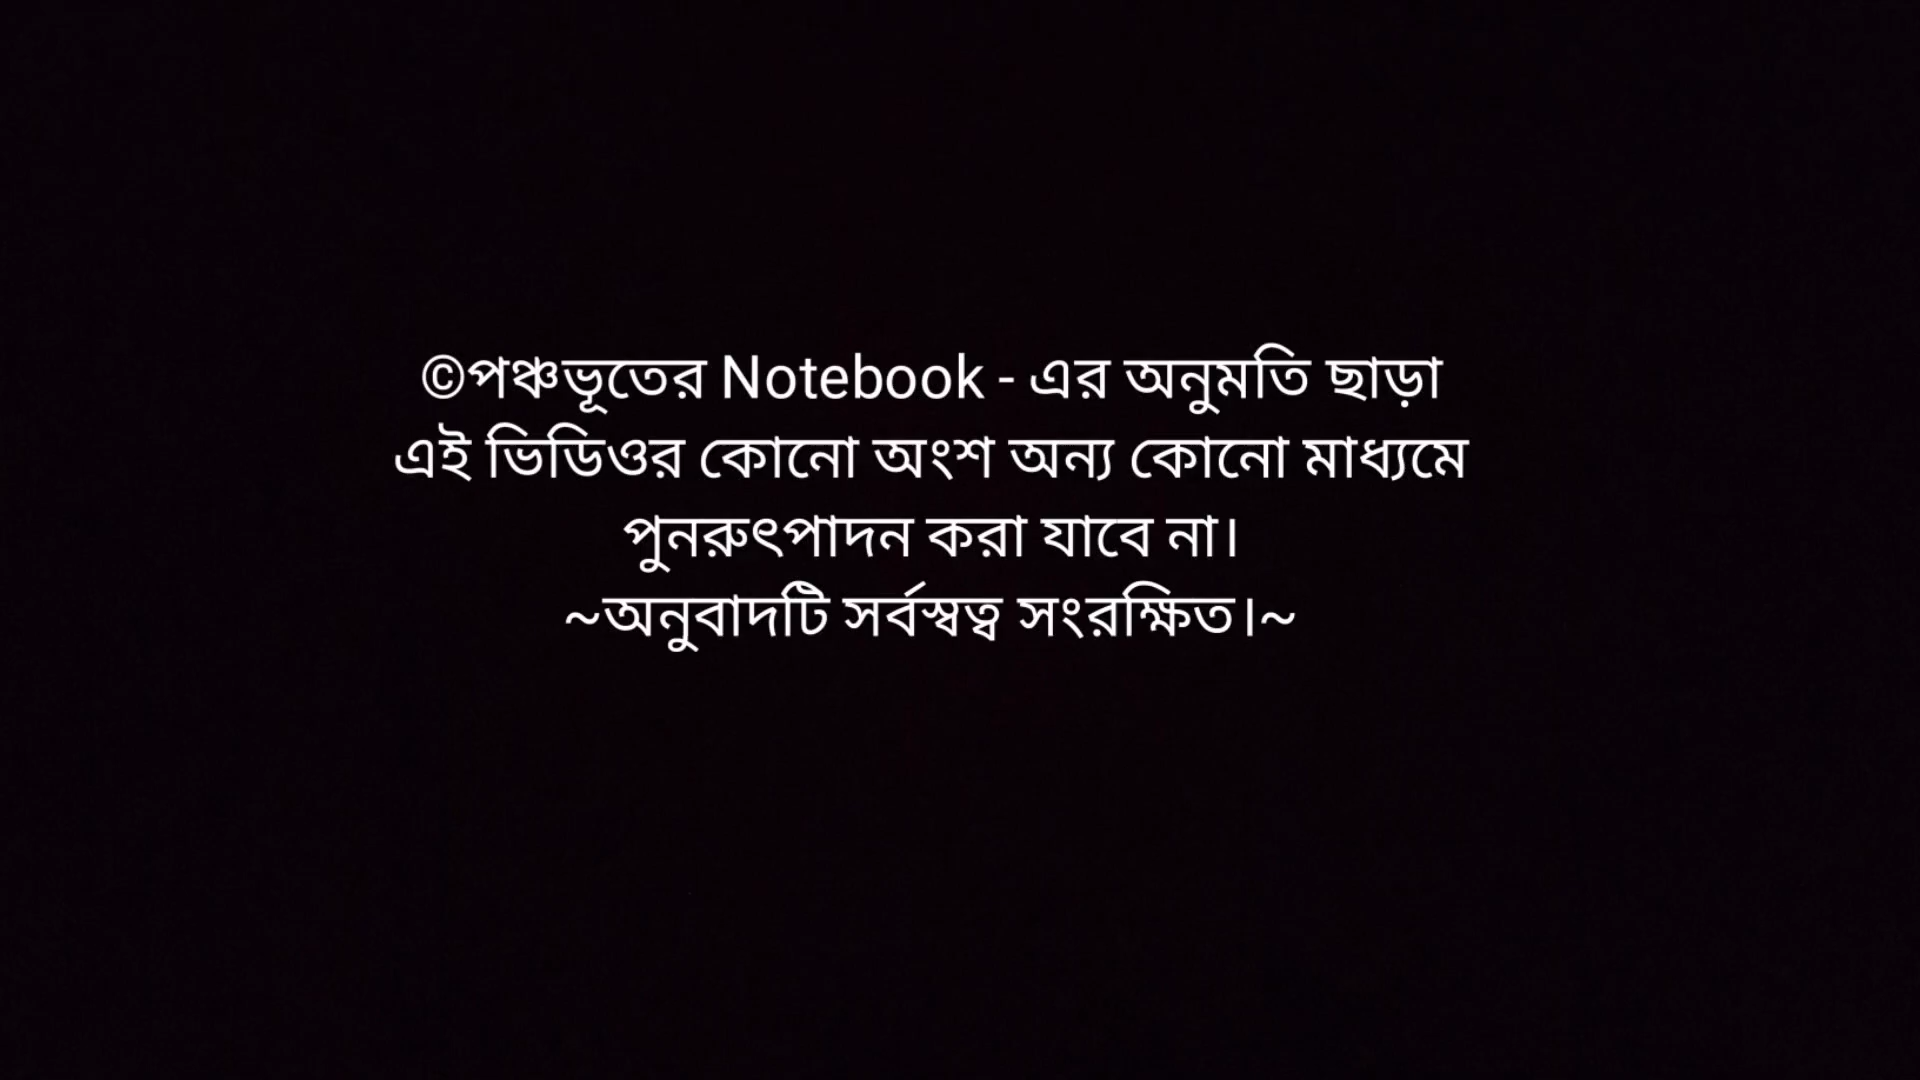 ©পঞ্চভূতের Notebook - এর অনুমতি ছাড়া
এই ভিডিওর কোনো অংশ অন্য কোনো মাধ্যমে
পুনরুৎপাদন করা যাবে না।
~অনুবাদটি সর্বস্বত্ব সংরক্ষিত।~